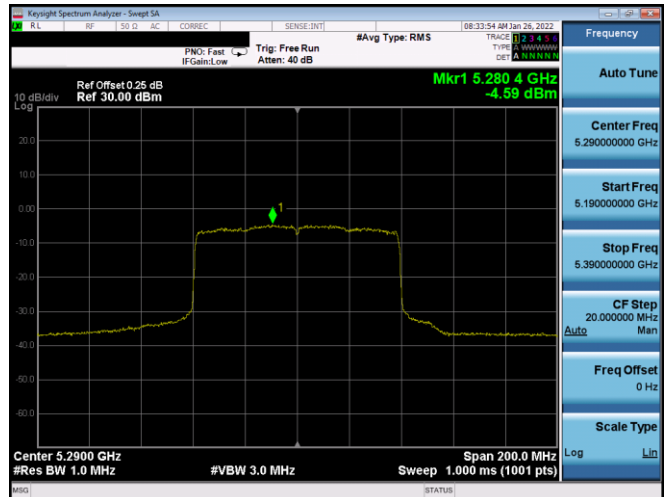 Keysight Spectrum Analyzer - Swept SA
RL RF 50 Ω AC CORREC SENSE:INT 08:33:54 AM Jan 26, 2022
#Avg Type: RMS
TRACE 1 2 3 4 5 6
TYPE A WWWWW
DET A N N N N N
PNO: Fast
IFGain:Low
Trig: Free Run
Atten: 40 dB
Mkr1 5.280 4 GHz
-4.59 dBm
Ref Offset 0.25 dB
10 dB/div Ref 30.00 dBm
Log
20.0
10.0
0.00
-10.0
-20.0
-30.0
-40.0
-50.0
-60.0
1
Center 5.2900 GHz
Span 200.0 MHz
#Res BW 1.0 MHz
#VBW 3.0 MHz
Sweep 1.000 ms (1001 pts)
MSG
STATUS
Frequency
Auto Tune
Center Freq
5.290000000 GHz
Start Freq
5.190000000 GHz
Stop Freq
5.390000000 GHz
CF Step
20.000000 MHz
Auto Man
Freq Offset
0 Hz
Scale Type
Log Lin